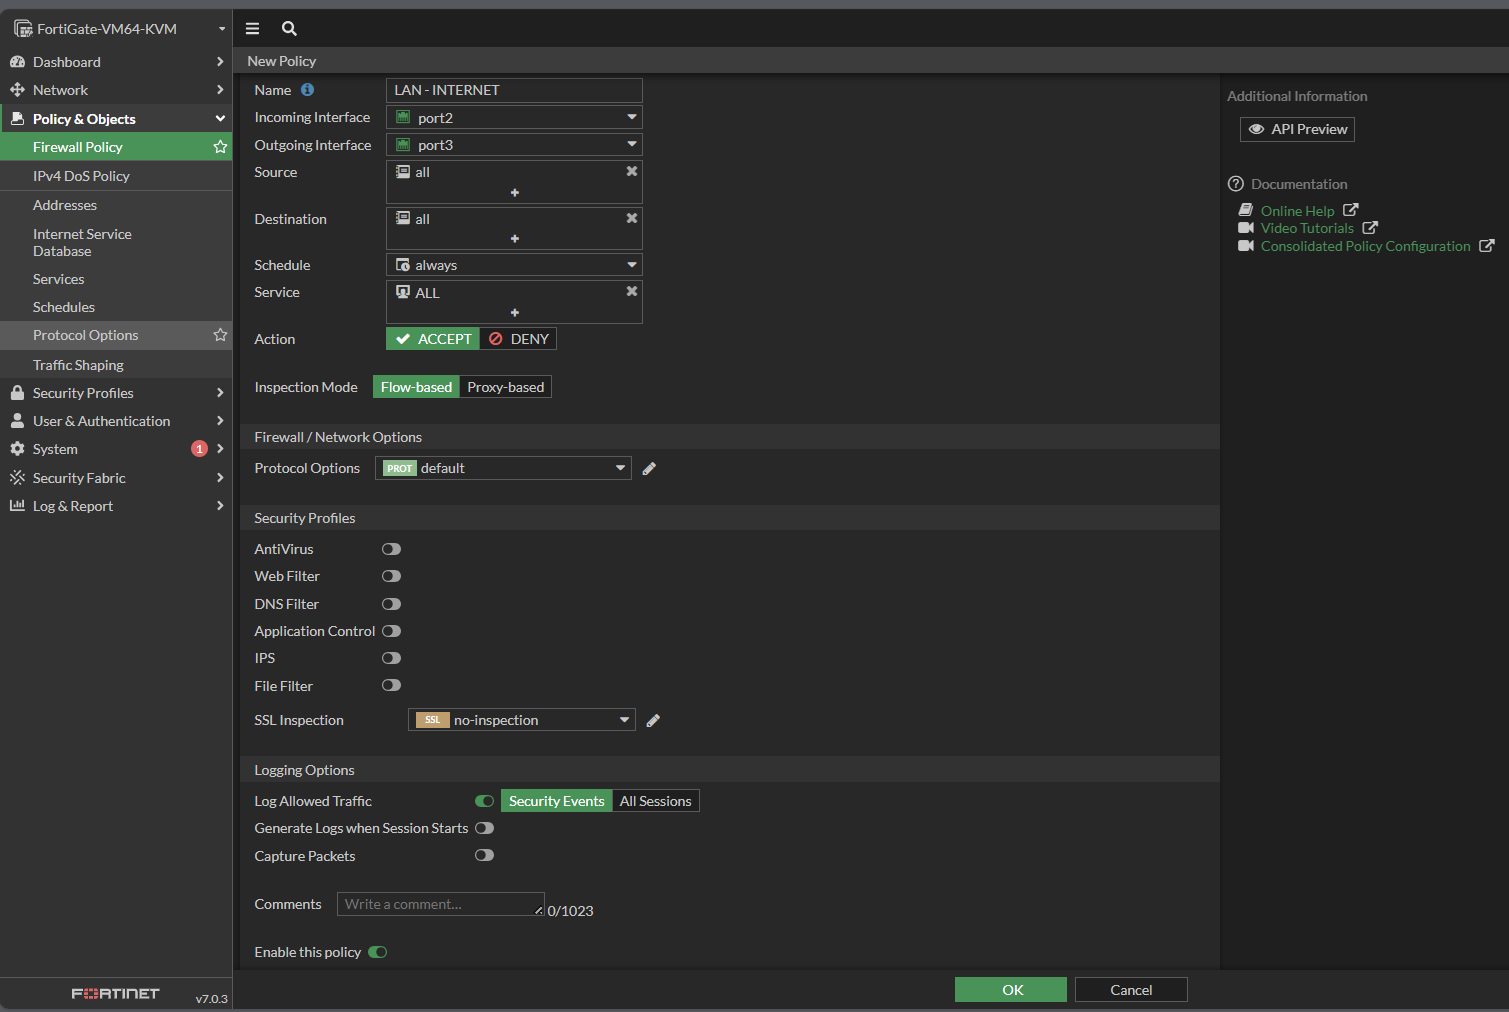 FortiGate-VM64-KVM
Dashboard
Network
Policy & Objects
Firewall Policy
IPv4 DoS Policy
Addresses
Internet Service
Database
Services
Schedules
Protocol Options
Traffic Shaping
Security Profiles
User & Authentication
System 1
Security Fabric
Log & Report
FORTINET v7.0.3
New Policy
Name LAN - INTERNET
Incoming Interface port2
Outgoing Interface port3
Source all
Destination all
Schedule always
Service ALL
Action ACCEPT DENY
Inspection Mode Flow-based Proxy-based
Firewall / Network Options
Protocol Options PROT default
Security Profiles
AntiVirus
Web Filter
DNS Filter
Application Control
IPS
File Filter
SSL Inspection SSL no-inspection
Logging Options
Log Allowed Traffic Security Events All Sessions
Generate Logs when Session Starts
Capture Packets
Comments Write a comment... 0/1023
Enable this policy
OK Cancel
Additional Information
API Preview
Documentation
Online Help
Video Tutorials
Consolidated Policy Configuration